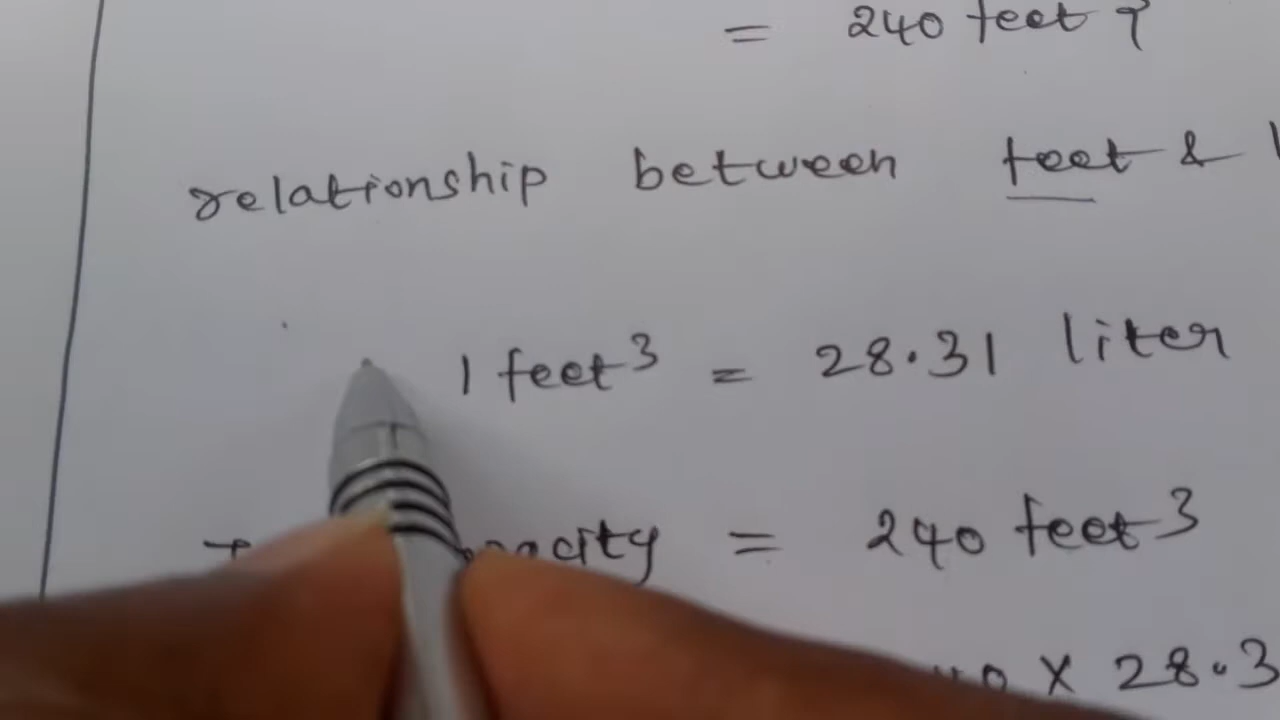 = 240 feet
relationship between feet &
1 feet³ = 28.31 liter
= 240 feet³
X 28.3